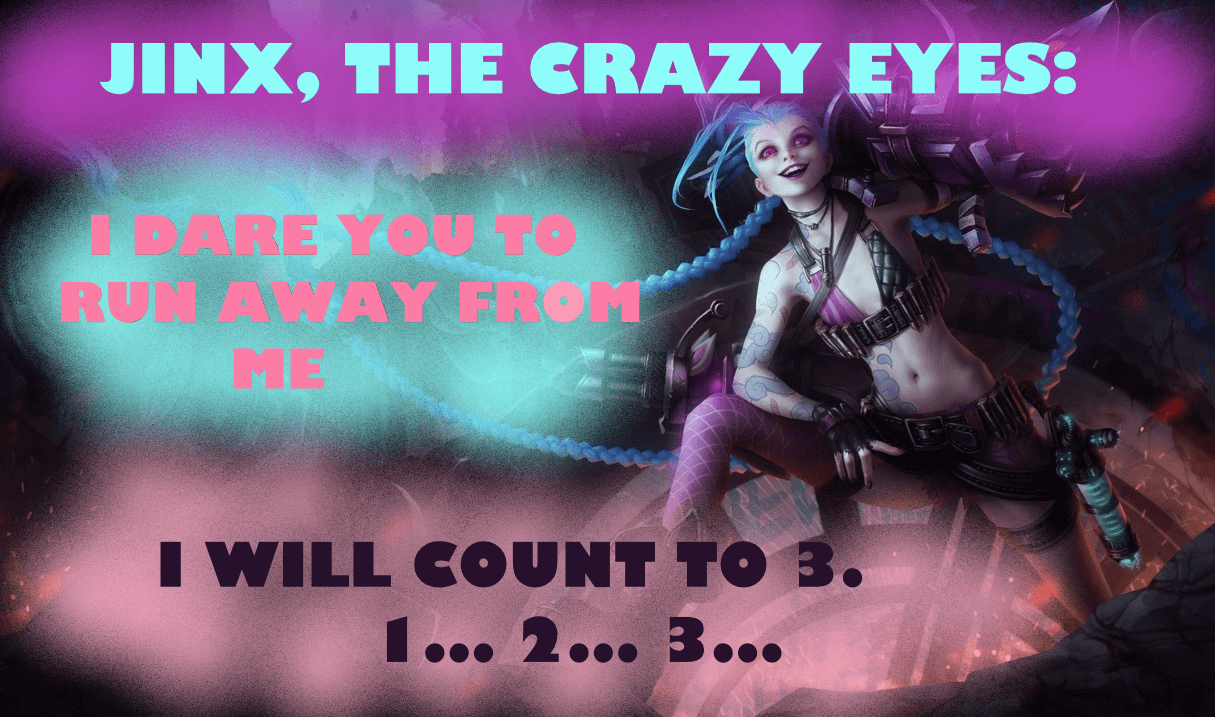 JINX, THE CRAZY EYES:
I DARE YOU TO
RUN AWAY FROM
ME
I WILL COUNT TO 3.
1... 2... 3...